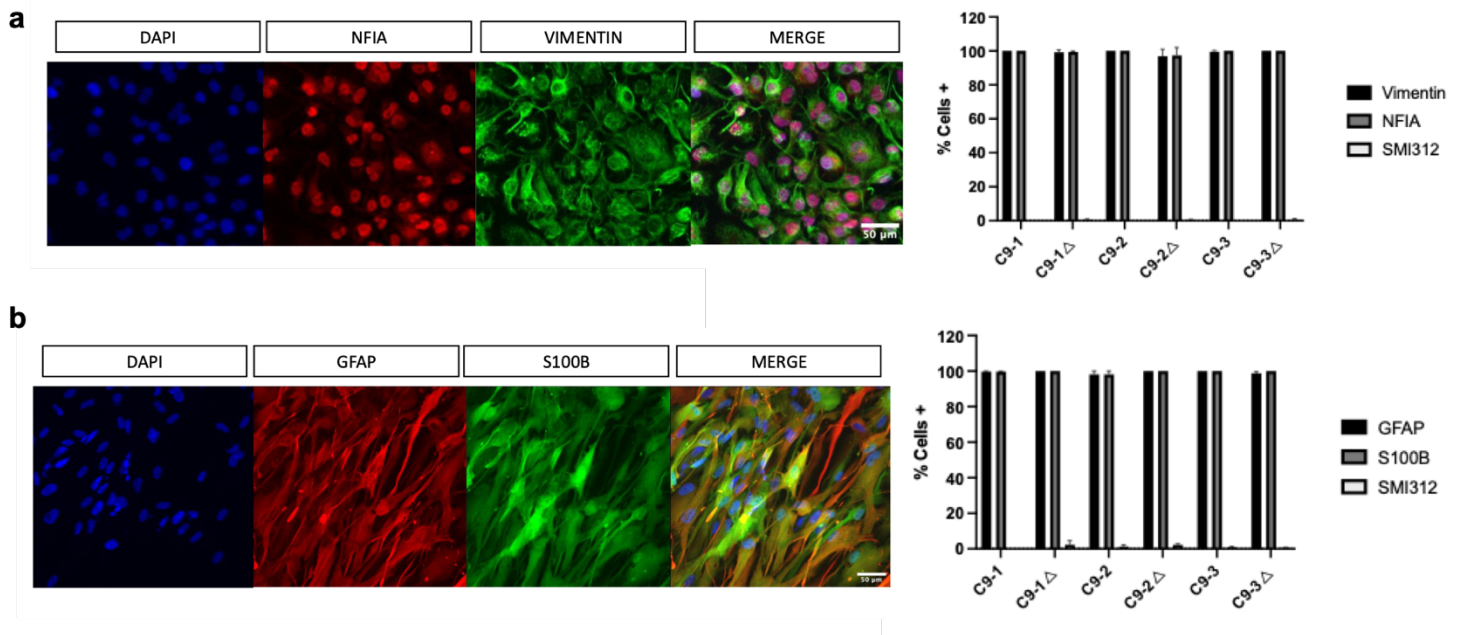 a
DAPI
NFIA
VIMENTIN
MERGE
50 µm
% Cells +
120
100
80
60
40
20
0
C9-1
C9-1△
C9-2
C9-2△
C9-3
C9-3△
Vimentin
NFIA
SMI312
b
DAPI
GFAP
S100B
MERGE
50 µm
% Cells +
120
100
80
60
40
20
0
C9-1
C9-1△
C9-2
C9-2△
C9-3
C9-3△
GFAP
S100B
SMI312